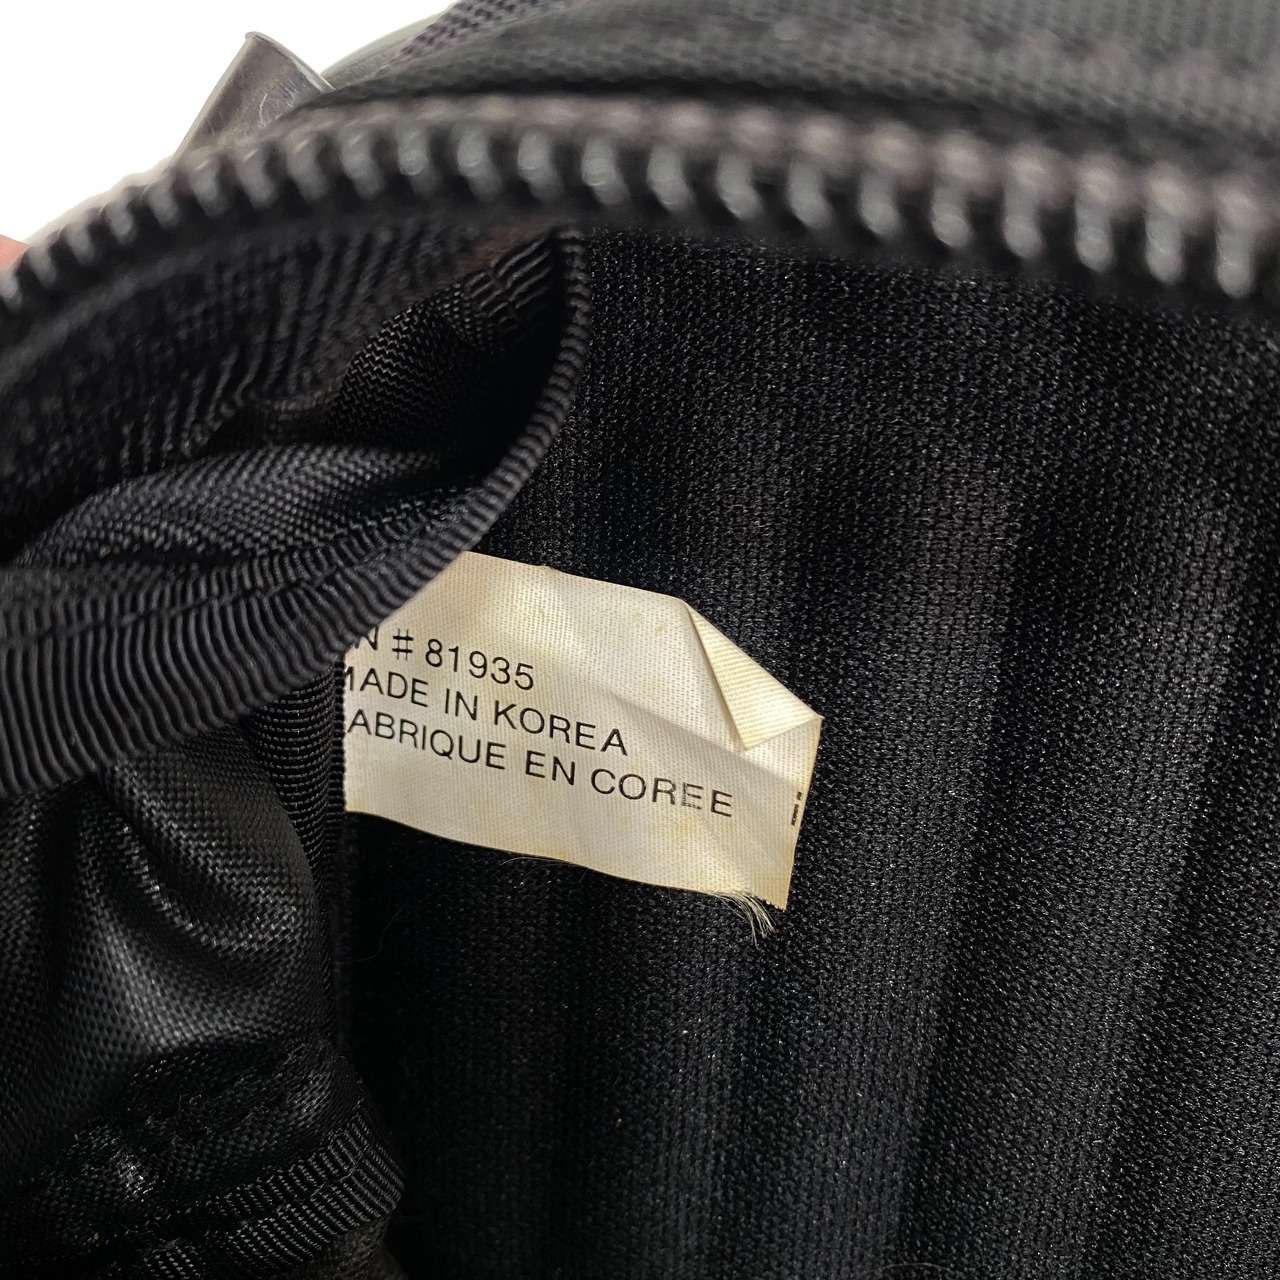 N # 81935
MADE IN KOREA
ABRIQUE EN COREE